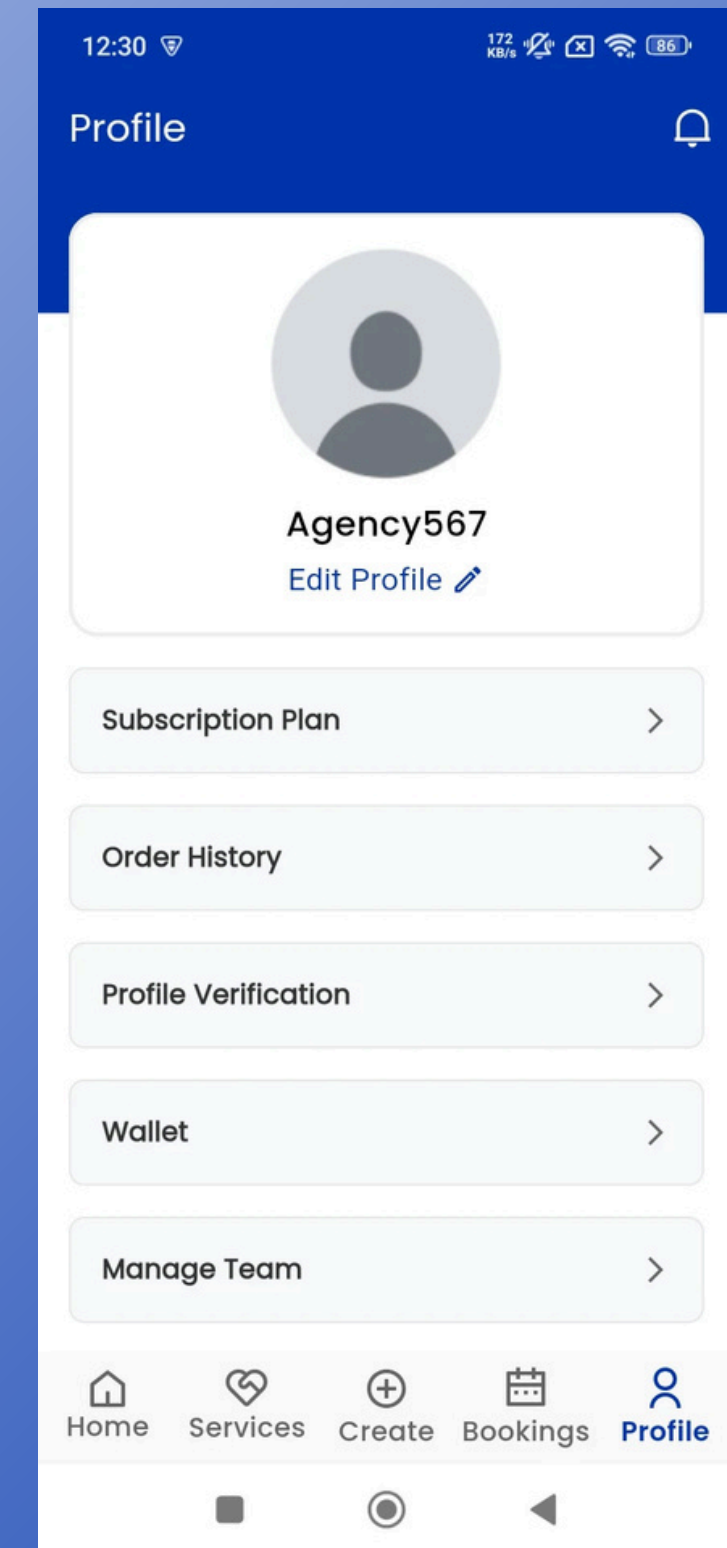 12:30
172
KB/s
86
Profile
Agency567
Edit Profile
Subscription Plan
Order History
Profile Verification
Wallet
Manage Team
Home Services Create Bookings Profile